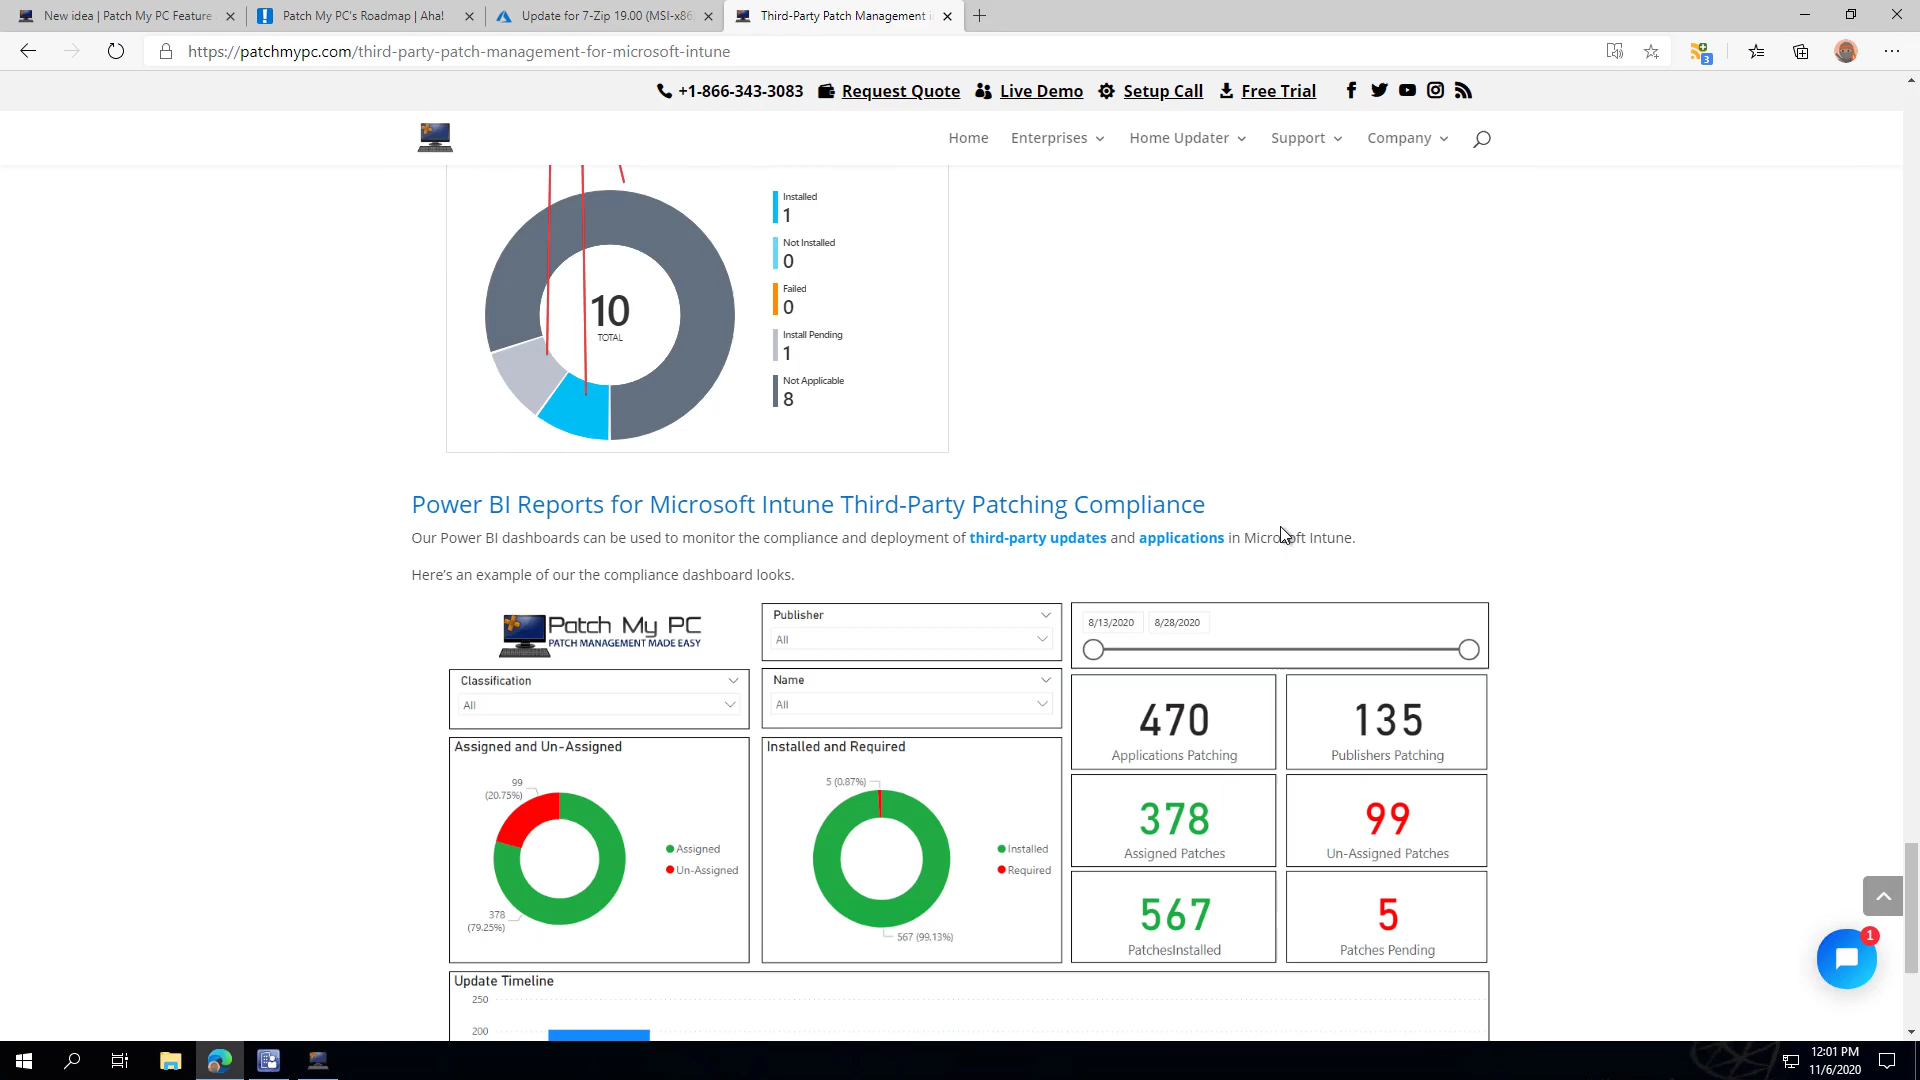 New idea | Patch My PC Feature
Patch My PC's Roadmap | Aha!
Update for 7-Zip 19.00 (MSI-x86
Third-Party Patch Management i
https://patchmypc.com/third-party-patch-management-for-microsoft-intune
3
+1-866-343-3083 Request Quote Live Demo Setup Call Free Trial
Home Enterprises Home Updater Support Company
Installed
1
Not Installed
0
Failed
0
Install Pending
1
Not Applicable
8
10
TOTAL
Power BI Reports for Microsoft Intune Third-Party Patching Compliance
Our Power BI dashboards can be used to monitor the compliance and deployment of third-party updates and applications in Microsoft Intune.
Here's an example of our the compliance dashboard looks.
Patch My PC
PATCH MANAGEMENT MADE EASY
Publisher
All
8/13/2020 8/28/2020
Classification
All
Name
All
Assigned and Un-Assigned
99
(20.75%)
Assigned
Un-Assigned
378
(79.25%)
Installed and Required
5 (0.87%)
Installed
Required
567 (99.13%)
470
Applications Patching
135
Publishers Patching
378
Assigned Patches
99
Un-Assigned Patches
567
PatchesInstalled
5
Patches Pending
Update Timeline
250
200
1
12:01 PM
11/6/2020